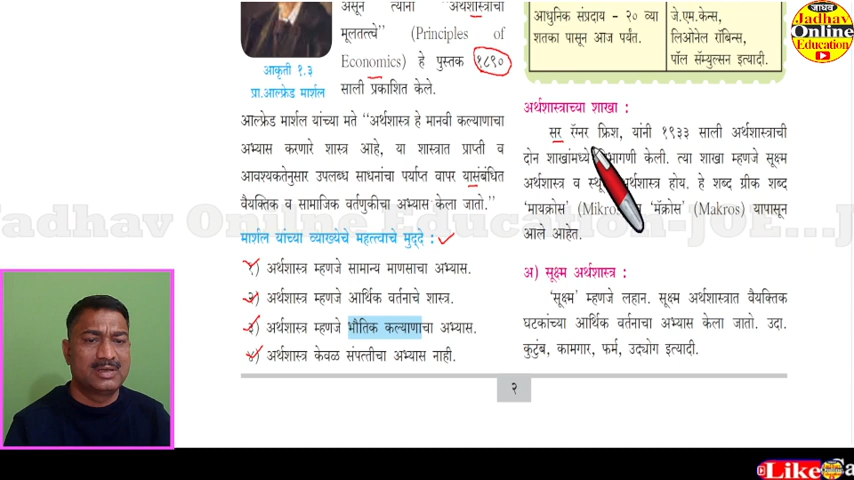 असून त्यांनी "अर्थशास्त्राची
मूलतत्त्वे" (Principles of
Economics) हे पुस्तक १८९०
साली प्रकाशित केले.
आकृती १.३
प्रा.आल्फ्रेड मार्शल
आल्फ्रेड मार्शल यांच्या मते "अर्थशास्त्र हे मानवी कल्याणाचा
अभ्यास करणारे शास्त्र आहे, या शास्त्रात प्राप्ती व
आवश्यकतेनुसार उपलब्ध साधनांचा पर्याप्त वापर यासंबंधित
वैयक्तिक व सामाजिक वर्तणुकीचा अभ्यास केला जातो."
मार्शल यांच्या व्याख्येचे महत्त्वाचे मुद्दे :
१) अर्थशास्त्र म्हणजे सामान्य माणसाचा अभ्यास.
२) अर्थशास्त्र म्हणजे आर्थिक वर्तनाचे शास्त्र.
३) अर्थशास्त्र म्हणजे भौतिक कल्याणाचा अभ्यास.
४) अर्थशास्त्र केवळ संपत्तीचा अभ्यास नाही.
आधुनिक संप्रदाय - २० व्या
शतका पासून आज पर्यंत.
जे.एम.केन्स,
लिओनेल रॉबिन्स,
पॉल सॅम्युल्सन इत्यादी.
अर्थशास्त्राच्या शाखा :
सर रॅग्नर फ्रिश, यांनी १९३३ साली अर्थशास्त्राची
दोन शाखांमध्ये विभागणी केली. त्या शाखा म्हणजे सूक्ष्म
अर्थशास्त्र व अर्थशास्त्र होय. हे शब्द ग्रीक शब्द
'मायक्रोस' (Mikros) 'मॅक्रोस' (Makros) यापासून
आले आहेत.
अ) सूक्ष्म अर्थशास्त्र :
'सूक्ष्म' म्हणजे लहान. सूक्ष्म अर्थशास्त्रात वैयक्तिक
घटकांच्या आर्थिक वर्तनाचा अभ्यास केला जातो. उदा.
कुटुंब, कामगार, फर्म, उद्योग इत्यादी.
२
जाधव
Jadhav
Online
Education
Jadhav Online Education-JOE...J
Like